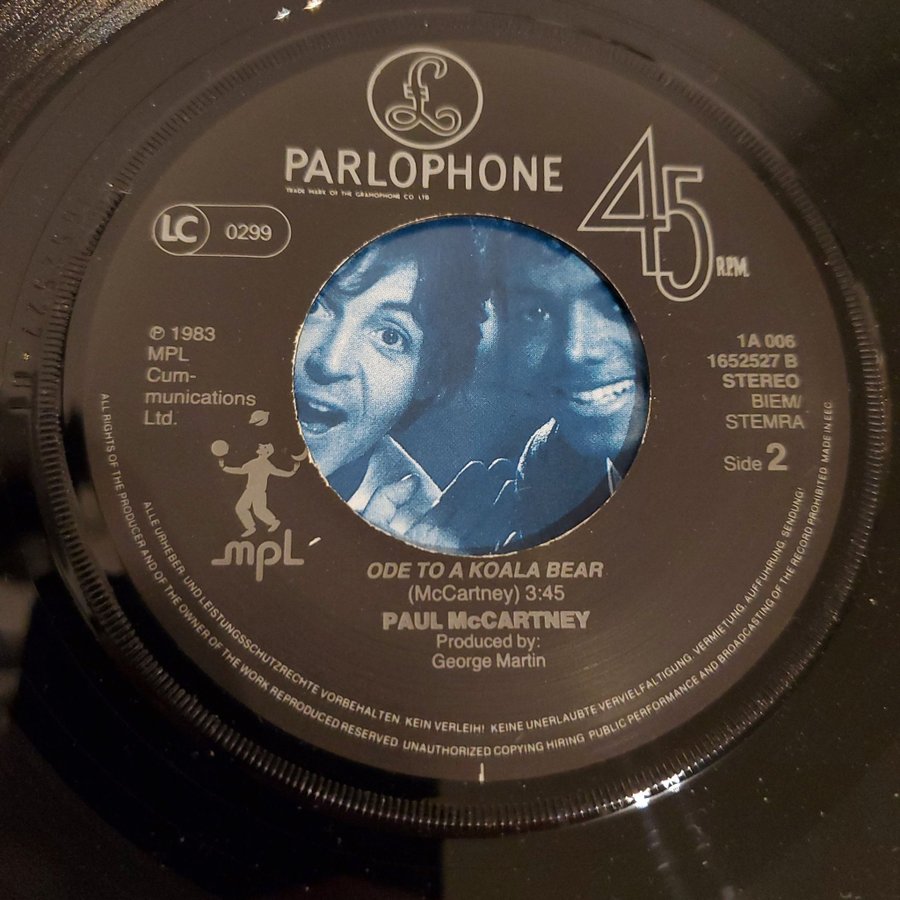 £
PARLOPHONE
TRADE MARK OF THE GRAMOPHONE CO LTD
45
R.P.M.
LC 0299
℗ 1983
MPL
Cum-
munications
Ltd.
1A 006
1652527 B
STEREO
BIEM/
STEMRA
Side 2
mpL
ODE TO A KOALA BEAR
(McCartney) 3:45
PAUL McCARTNEY
Produced by:
George Martin
ALLE URHEBER- UND LEISTUNGSSCHUTZRECHTE VORBEHALTEN. KEIN VERLEIH! KEINE UNERLAUBTE VERVIELFALTIGUNG, VERMIETUNG, AUFFUHRUNG, SENDUNG!
ALL RIGHTS OF THE PRODUCER AND OF THE OWNER OF THE WORK REPRODUCED RESERVED. UNAUTHORIZED COPYING HIRING PUBLIC PERFORMANCE AND BROADCASTING OF THE RECORD PROHIBITED MADE IN EEC